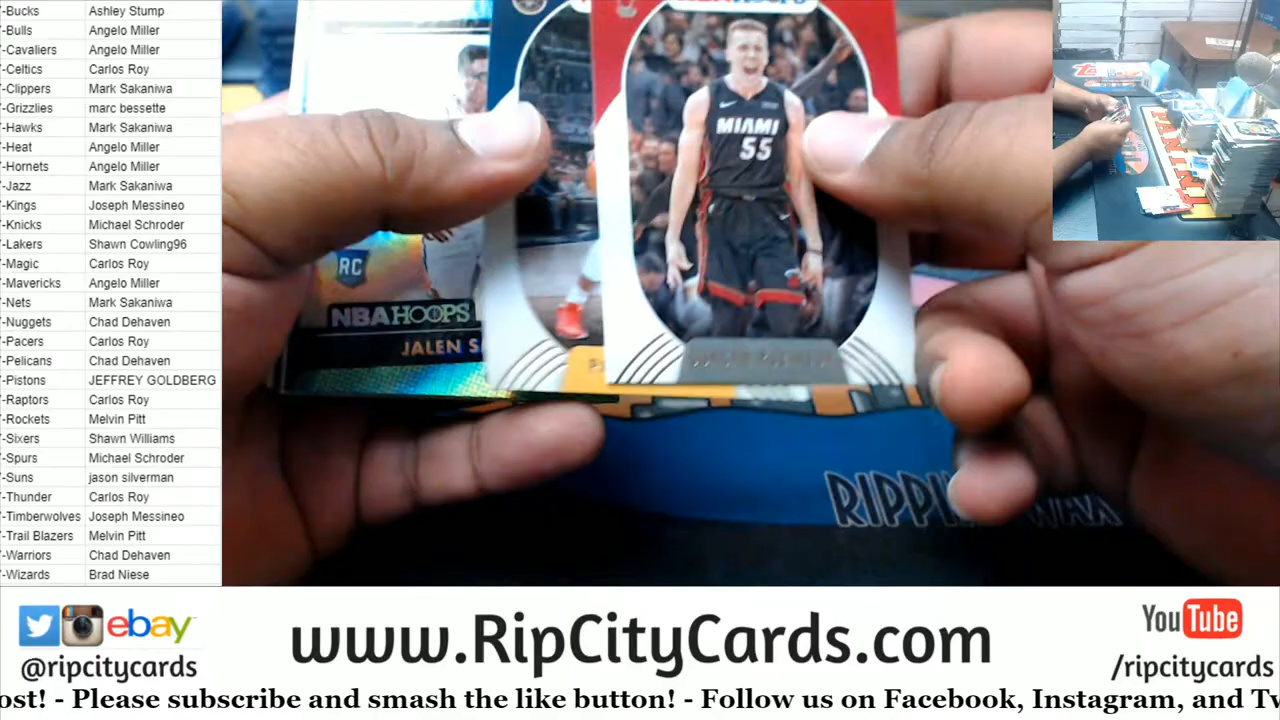 -Bucks Ashley Stump
-Bulls Angelo Miller
-Cavaliers Angelo Miller
-Celtics Carlos Roy
-Clippers Mark Sakaniwa
-Grizzlies marc bessette
-Hawks Mark Sakaniwa
-Heat Angelo Miller
-Hornets Angelo Miller
-Jazz Mark Sakaniwa
-Kings Joseph Messineo
-Knicks Michael Schroder
-Lakers Shawn Cowling96
-Magic Carlos Roy
-Mavericks Angelo Miller
-Nets Mark Sakaniwa
-Nuggets Chad Dehaven
-Pacers Carlos Roy
-Pelicans Chad Dehaven
-Pistons JEFFREY GOLDBERG
-Raptors Carlos Roy
-Rockets Melvin Pitt
-Sixers Shawn Williams
-Spurs Michael Schroder
-Suns jason silverman
-Thunder Carlos Roy
-Timberwolves Joseph Messineo
-Trail Blazers Melvin Pitt
-Warriors Chad Dehaven
-Wizards Brad Niese
MIAMI
55
RC
NBA HOOPS
JALEN S
PANINI
RIPPI
WAX
ebay
@ripcitycards
www.RipCityCards.com
YouTube
/ripcitycards
ost! - Please subscribe and smash the like button! - Follow us on Facebook, Instagram, and Tw